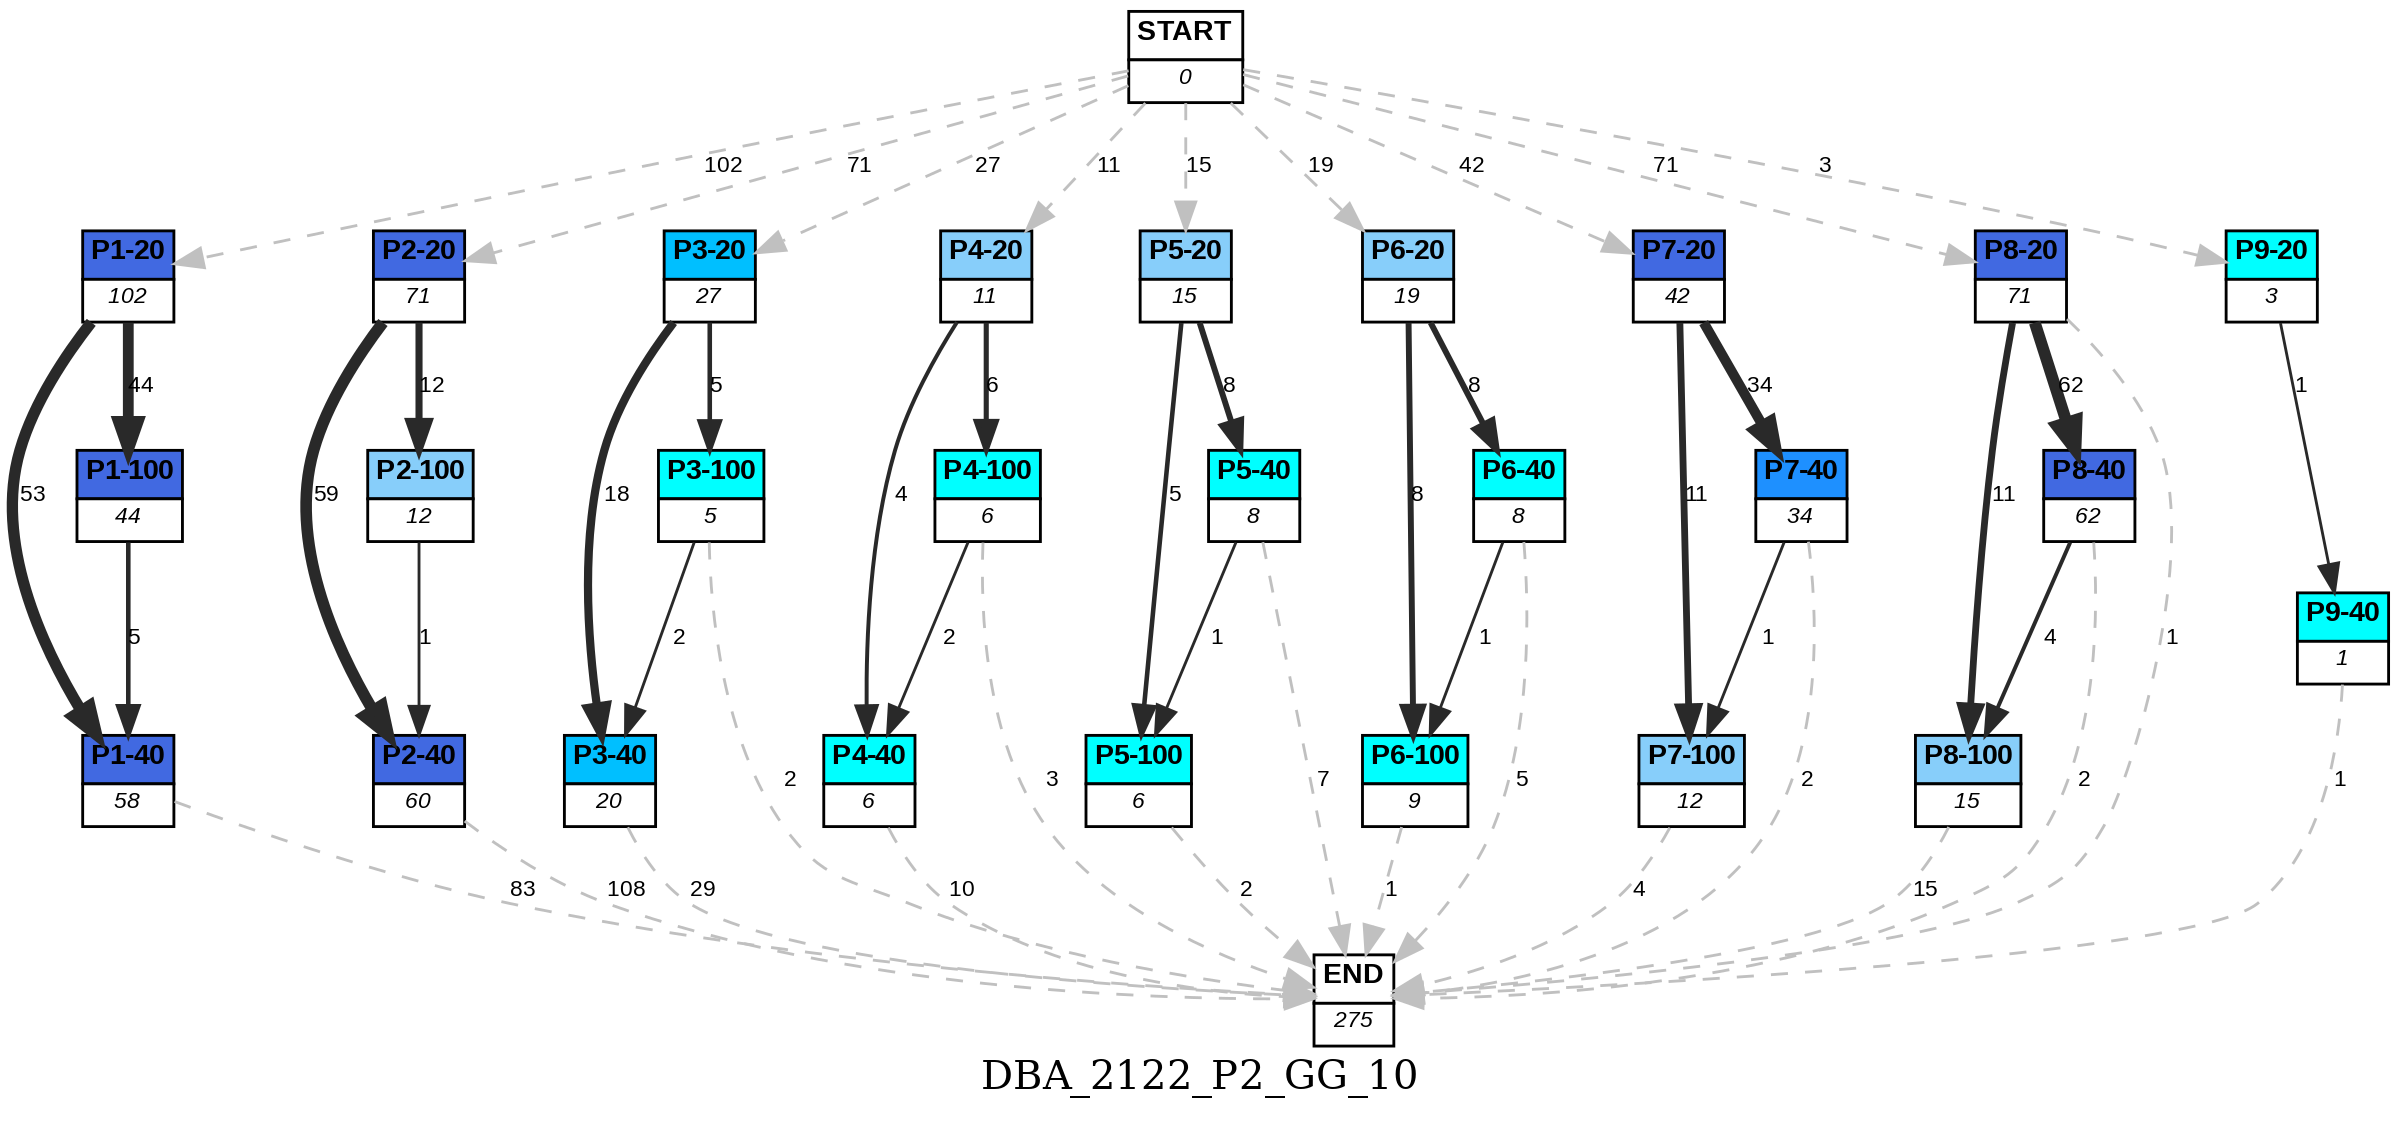 START
0
102
71
27
11
15
19
42
71
3
P1-20
102
P2-20
71
P3-20
27
P4-20
11
P5-20
15
P6-20
19
P7-20
42
P8-20
71
P9-20
3
44
12
5
6
8
8
34
62
1
P1-100
44
P2-100
12
P3-100
5
P4-100
6
P5-40
8
P6-40
8
P7-40
34
P8-40
62
53
59
18
4
5
8
11
11
5
1
2
2
1
1
1
4
1
P9-40
1
P1-40
58
P2-40
60
P3-40
20
P4-40
6
P5-100
6
P6-100
9
P7-100
12
P8-100
15
2
3
7
5
2
2
1
83
108
29
10
2
1
4
15
END
275
DBA_2122_P2_GG_10